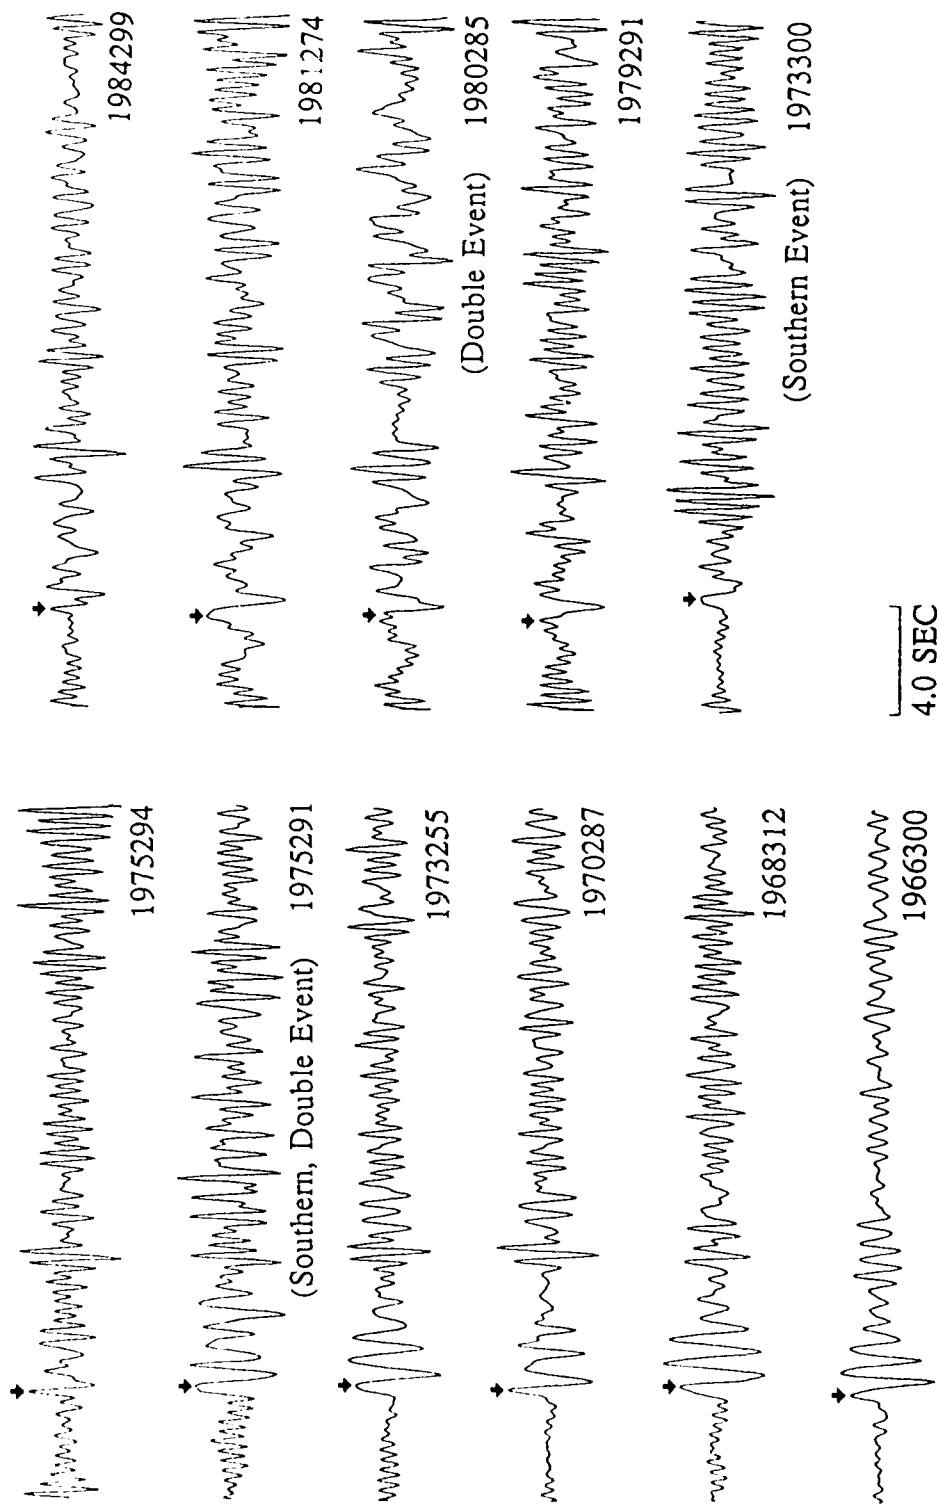 1984299
1981274
1980285
(Double Event)
1979291
1973300
(Southern Event)
1975294
1975291
(Southern, Double Event)
1973255
1970287
1968312
1966300
4.0 SEC